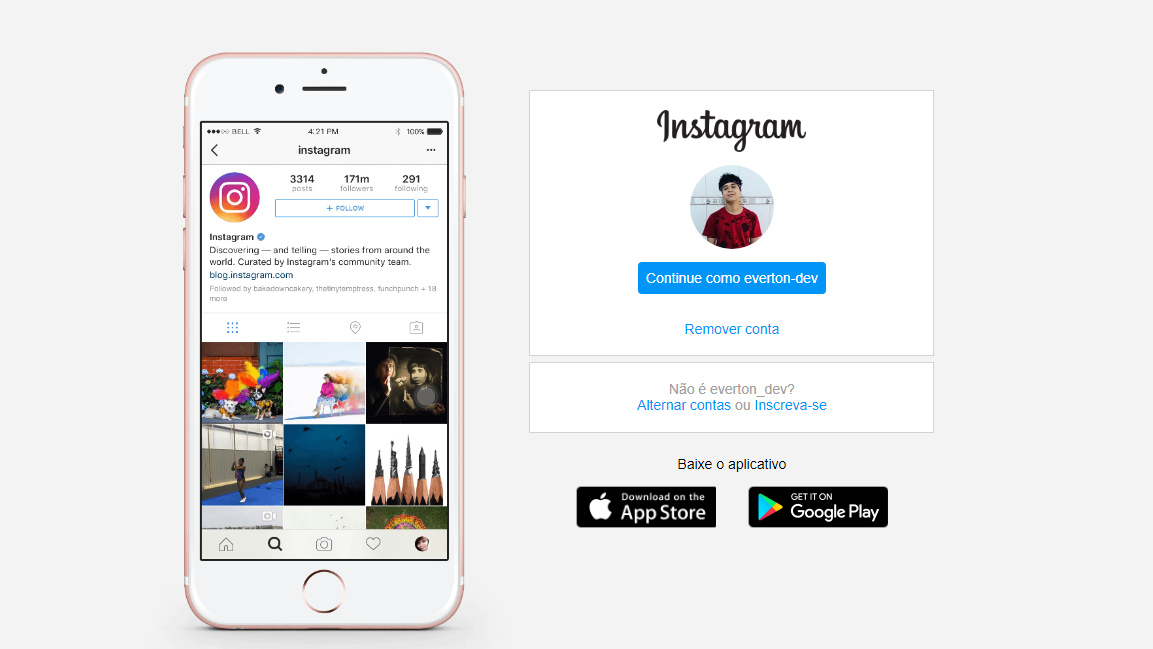 BELL 4:21 PM 100%
instagram
3314 171m 291
posts followers following
+ FOLLOW
Instagram
Discovering — and telling — stories from around the
world. Curated by Instagram's community team.
blog.instagram.com
Followed by bakedowncakery, thetinytemptress, funchpunch + 18
more
Instagram
Continue como everton-dev
Remover conta
Não é everton_dev?
Alternar contas ou Inscreva-se
Baixe o aplicativo
Download on the
App Store
GET IT ON
Google Play